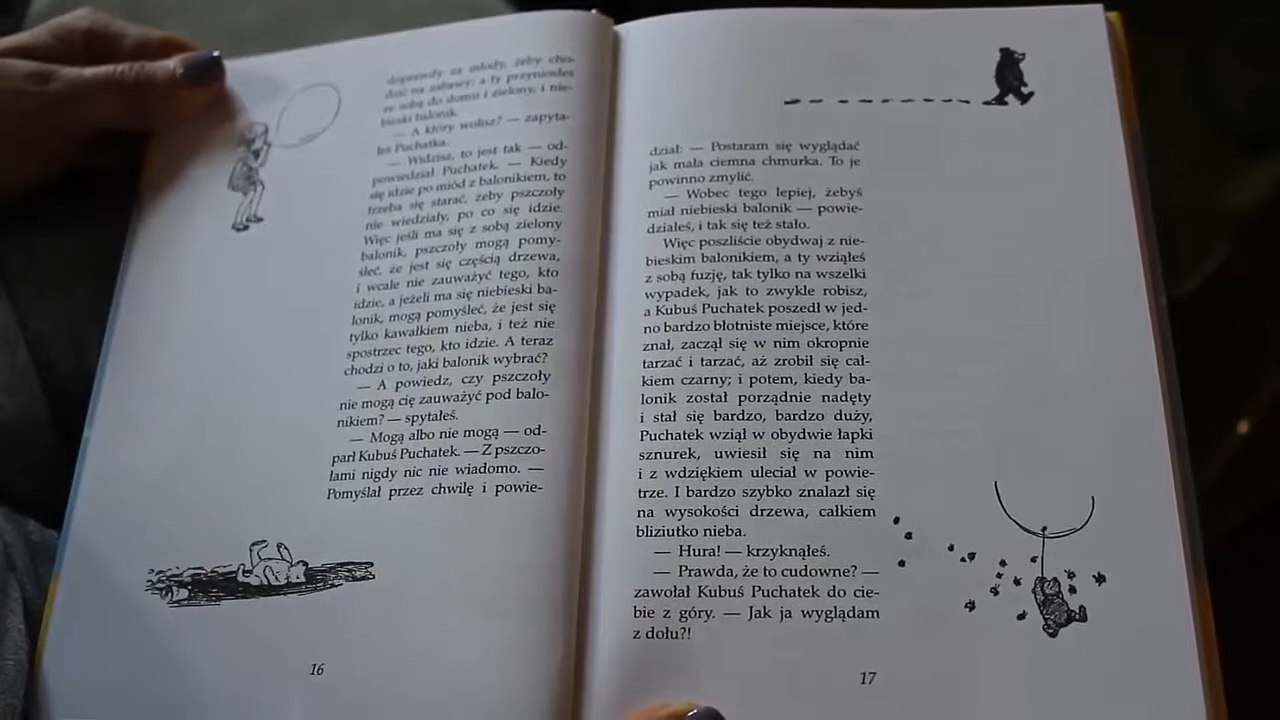 doprawdy za młody, żeby cho-
dzić na zabawy; a ty przyniosłeś
ze sobą do domu i zielony, i nie-
bieski balonik.
— A który wolisz? — zapyta-
łeś Puchatka.
— Widzisz, to jest tak — od-
powiedział Puchatek. — Kiedy
się idzie po miód z balonikiem, to
trzeba się starać, żeby pszczoły
nie wiedziały, po co się idzie.
Więc jeśli ma się z sobą zielony
balonik, pszczoły mogą pomy-
śleć, że jest się częścią drzewa,
i wcale nie zauważyć tego, kto
idzie, a jeżeli ma się niebieski ba-
lonik, mogą pomyśleć, że jest się
tylko kawałkiem nieba, i też nie
spostrzec tego, kto idzie. A teraz
chodzi o to, jaki balonik wybrać?
— A powiedz, czy pszczoły
nie mogą cię zauważyć pod balo-
nikiem? — spytałeś.
— Mogą albo nie mogą — od-
parł Kubuś Puchatek. — Z pszczo-
łami nigdy nic nie wiadomo. —
Pomyślał przez chwilę i powie-
16
dział: — Postaram się wyglądać
jak mała ciemna chmurka. To je
powinno zmylić.
— Wobec tego lepiej, żebyś
miał niebieski balonik — powie-
działeś, i tak się też stało.
Więc poszliście obydwaj z nie-
bieskim balonikiem, a ty wziąłeś
z sobą fuzję, tak tylko na wszelki
wypadek, jak to zwykle robisz,
a Kubuś Puchatek poszedł w jed-
no bardzo błotniste miejsce, które
znał, zaczął się w nim okropnie
tarzać i tarzać, aż zrobił się cał-
kiem czarny; i potem, kiedy ba-
lonik został porządnie nadęty
i stał się bardzo, bardzo duży,
Puchatek wziął w obydwie łapki
sznurek, uwiesił się na nim
i z wdziękiem uleciał w powie-
trze. I bardzo szybko znalazł się
na wysokości drzewa, całkiem
bliziutko nieba.
— Hura! — krzyknąłeś.
— Prawda, że to cudowne? —
zawołał Kubuś Puchatek do cie-
bie z góry. — Jak ja wyglądam
z dołu?!
17